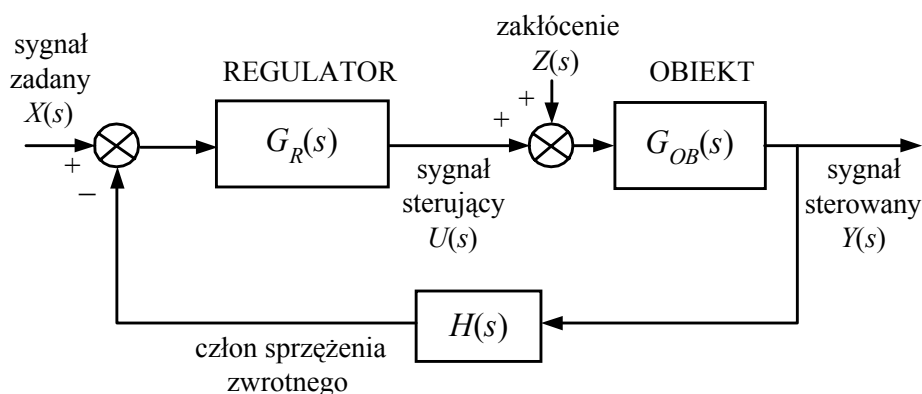 sygnał
zadany
X(s)
+
−
REGULATOR
G_R(s)
sygnał
sterujący
U(s)
zakłócenie
Z(s)
+
+
OBIEKT
G_OB(s)
sygnał
sterowany
Y(s)
H(s)
człon sprzężenia
zwrotnego